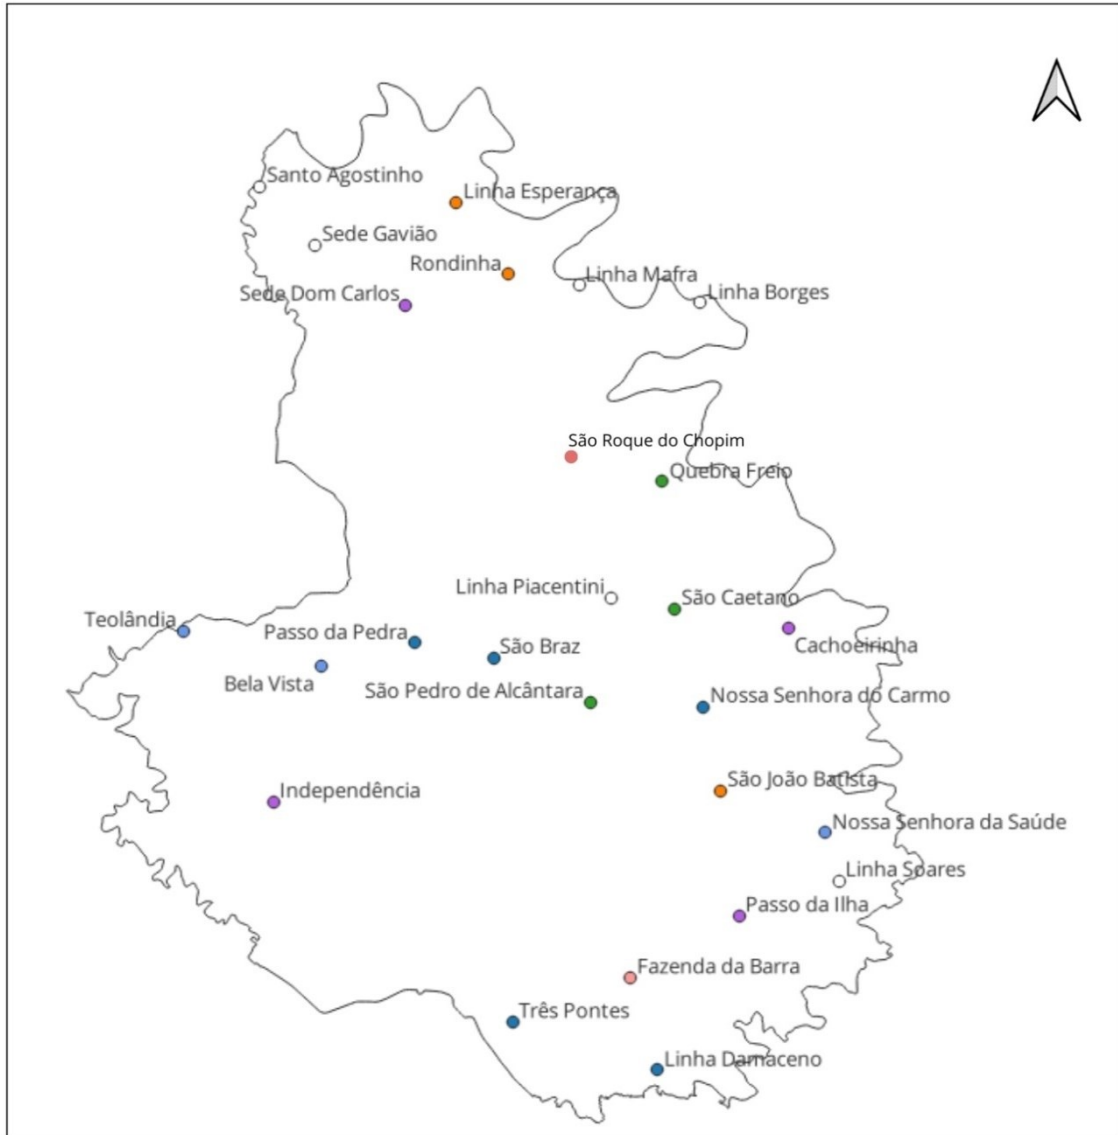 Santo Agostinho
Linha Esperança
Sede Gavião
Rondinha
Linha Mafra
Sede Dom Carlos
Linha Borges
São Roque do Chopim
Quebra Freio
Linha Piacentini
São Caetano
Teolândia
Passo da Pedra
São Braz
Cachoeirinha
Bela Vista
São Pedro de Alcântara
Nossa Senhora do Carmo
São João Batista
Independência
Nossa Senhora da Saúde
Linha Soares
Passo da Ilha
Fazenda da Barra
Três Pontes
Linha Damaceno